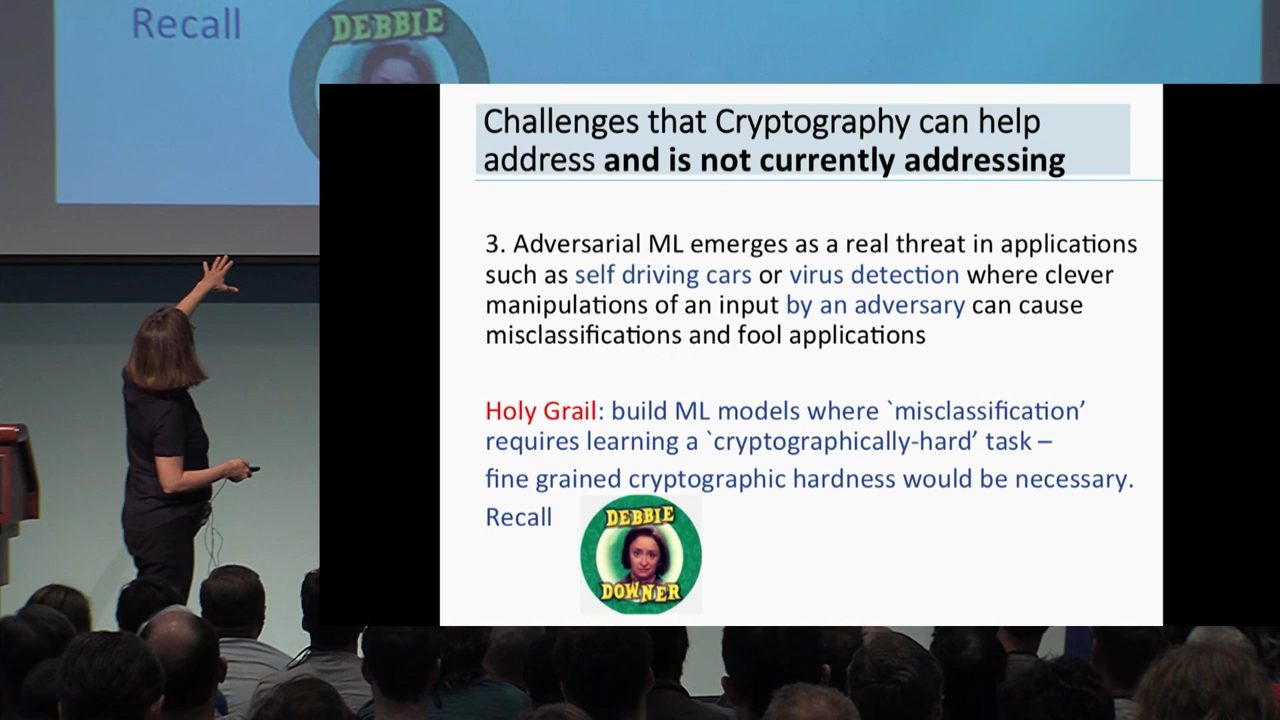 Recall
DEBBIE
Challenges that Cryptography can help
address and is not currently addressing
3. Adversarial ML emerges as a real threat in applications
such as self driving cars or virus detection where clever
manipulations of an input by an adversary can cause
misclassifications and fool applications
Holy Grail: build ML models where `misclassification’
requires learning a `cryptographically-hard’ task –
fine grained cryptographic hardness would be necessary.
Recall
DEBBIE
DOWNER